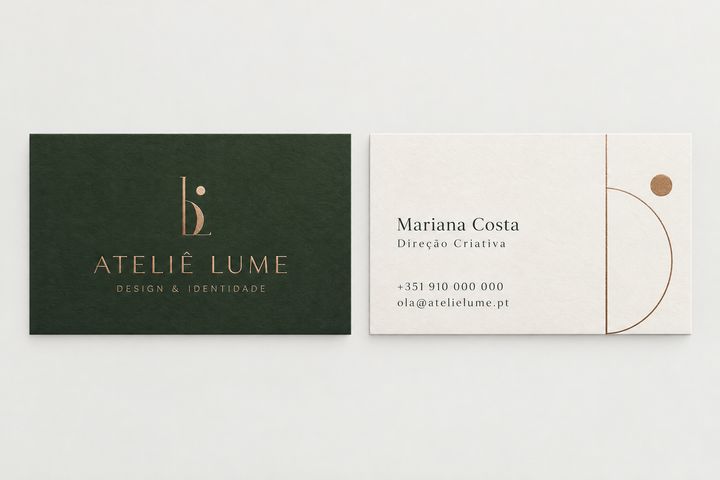 ATELIÊ LUME
DESIGN & IDENTIDADE
Mariana Costa
Direção Criativa
+351 910 000 000
ola@atelielume.pt